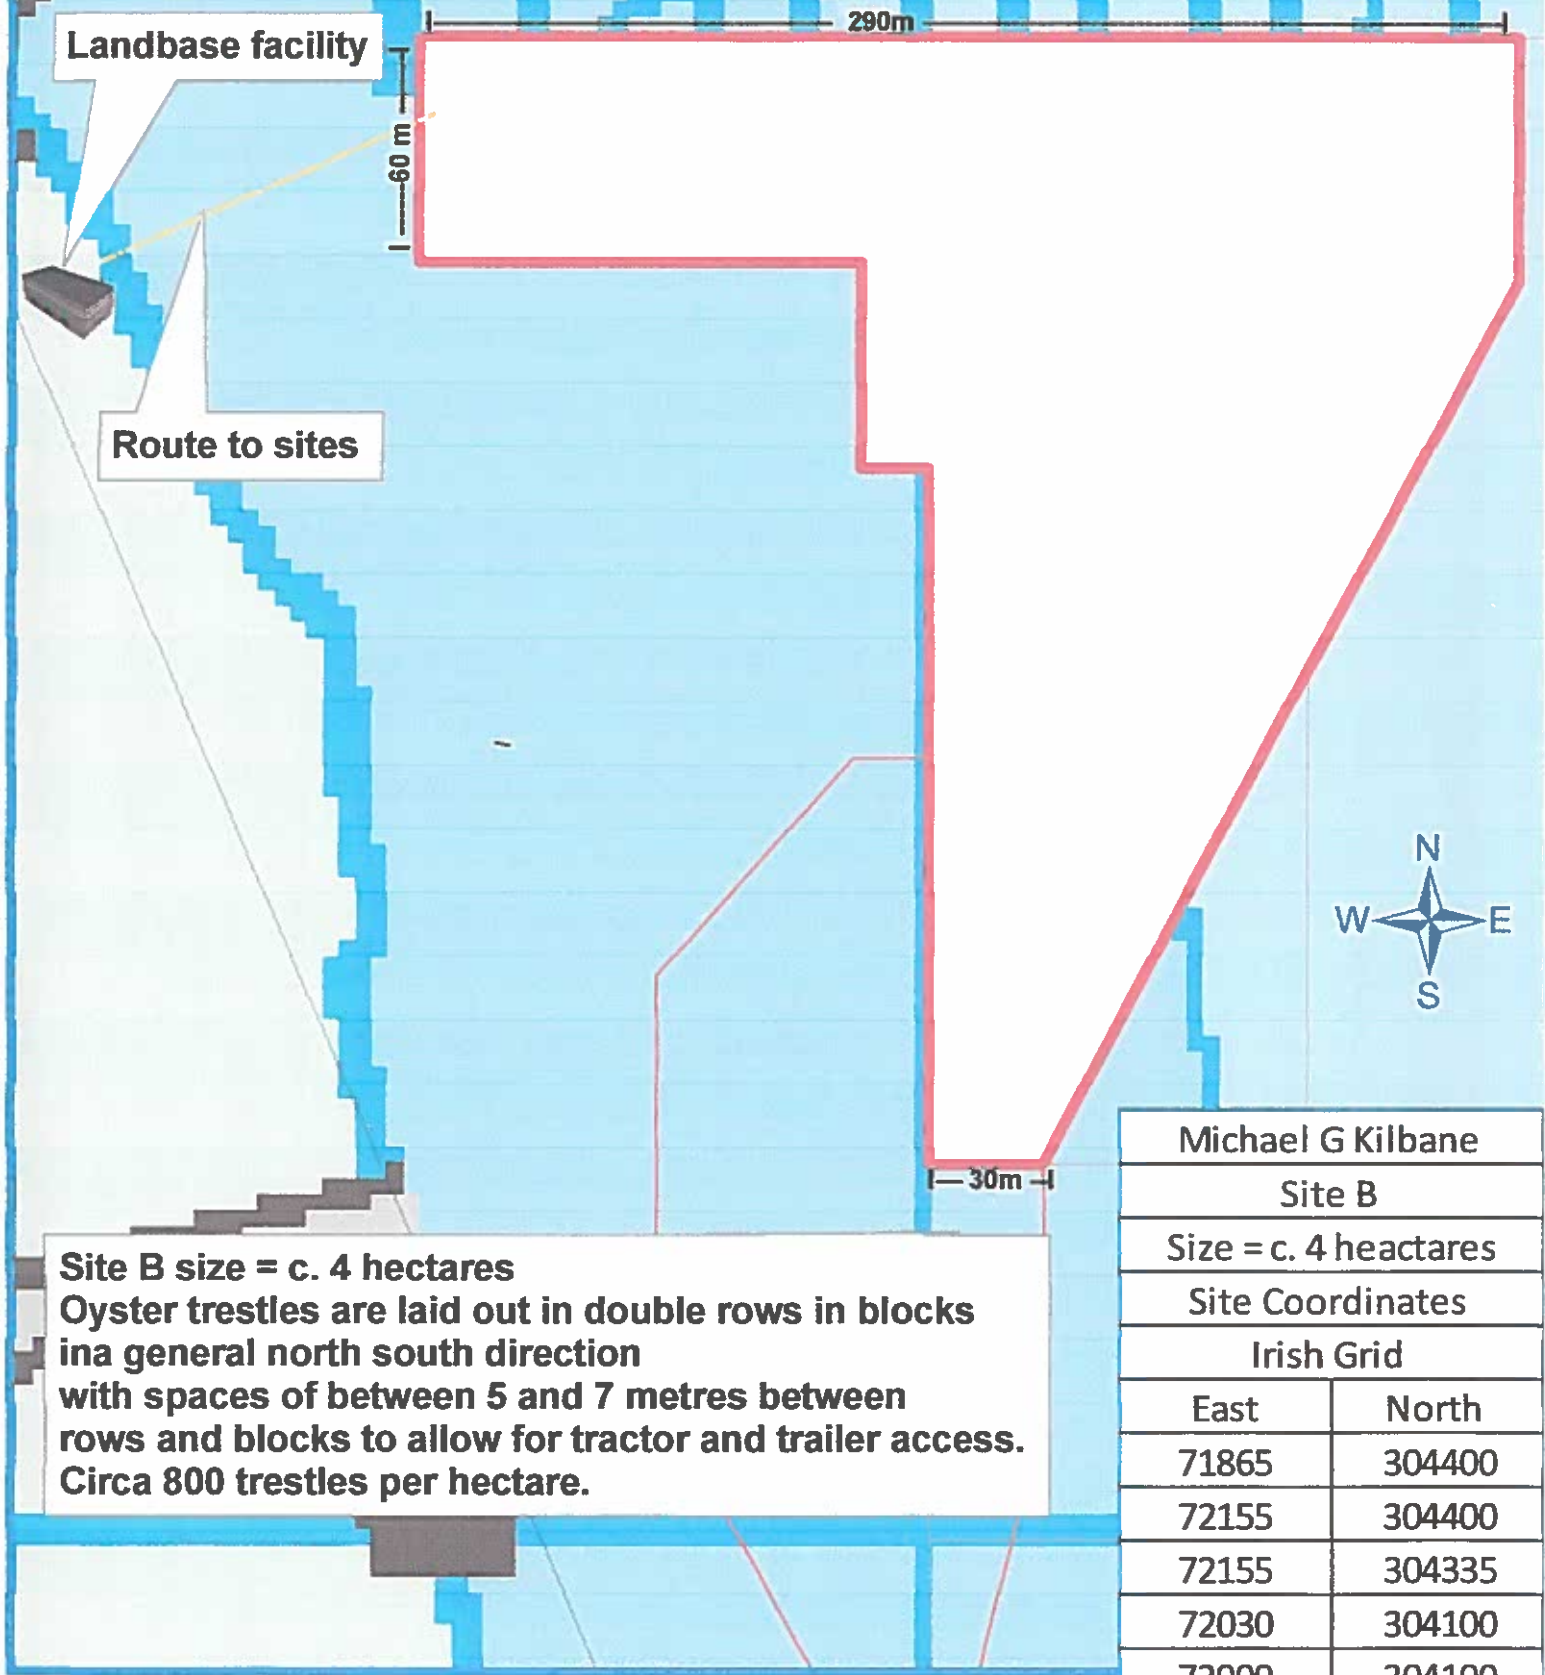 290m
Landbase facility
60 m
Route to sites
N
W E
S
30m
Site B size = c. 4 hectares
Oyster trestles are laid out in double rows in blocks
ina general north south direction
with spaces of between 5 and 7 metres between
rows and blocks to allow for tractor and trailer access.
Circa 800 trestles per hectare.
Michael G Kilbane
Site B
Size = c. 4 heactares
Site Coordinates
Irish Grid
East North
71865 304400
72155 304400
72155 304335
72030 304100